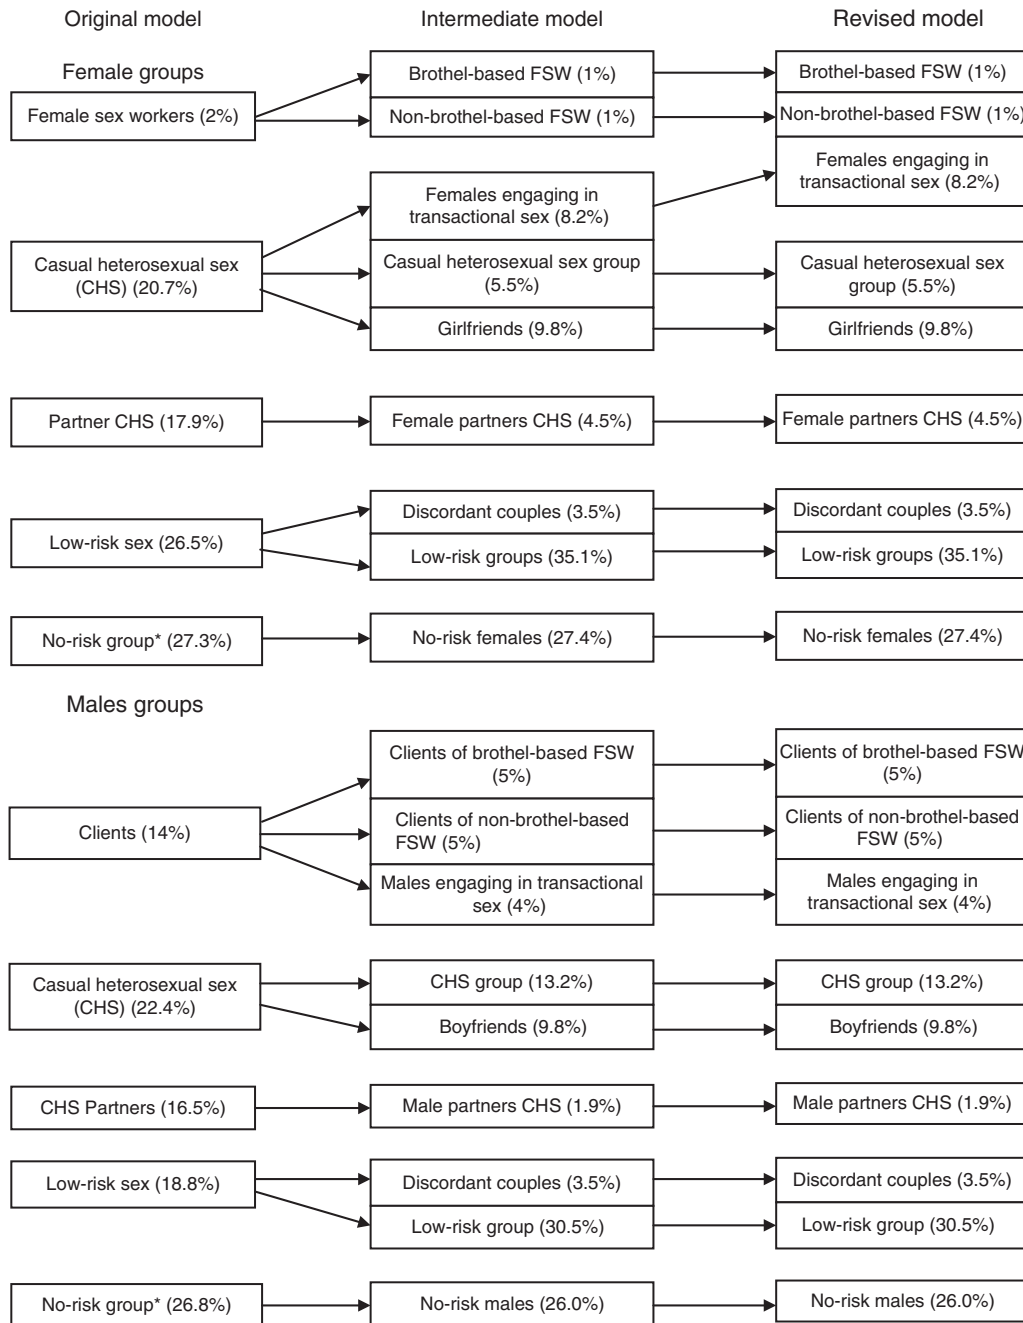 Original model
Intermediate model
Revised model
Female groups
Female sex workers (2%)
Brothel-based FSW (1%)
Non-brothel-based FSW (1%)
Brothel-based FSW (1%)
Non-brothel-based FSW (1%)
Females engaging in
transactional sex (8.2%)
Casual heterosexual sex
(CHS) (20.7%)
Females engaging in
transactional sex (8.2%)
Casual heterosexual sex group
(5.5%)
Girlfriends (9.8%)
Casual heterosexual sex
group (5.5%)
Girlfriends (9.8%)
Partner CHS (17.9%)
Female partners CHS (4.5%)
Female partners CHS (4.5%)
Low-risk sex (26.5%)
Discordant couples (3.5%)
Low-risk groups (35.1%)
Discordant couples (3.5%)
Low-risk groups (35.1%)
No-risk group* (27.3%)
No-risk females (27.4%)
No-risk females (27.4%)
Males groups
Clients (14%)
Clients of brothel-based FSW
(5%)
Clients of non-brothel-based
FSW (5%)
Males engaging in transactional
sex (4%)
Clients of brothel-based FSW
(5%)
Clients of non-brothel-based
FSW (5%)
Males engaging in
transactional sex (4%)
Casual heterosexual sex
(CHS) (22.4%)
CHS group (13.2%)
Boyfriends (9.8%)
CHS group (13.2%)
Boyfriends (9.8%)
CHS Partners (16.5%)
Male partners CHS (1.9%)
Male partners CHS (1.9%)
Low-risk sex (18.8%)
Discordant couples (3.5%)
Low-risk group (30.5%)
Discordant couples (3.5%)
Low-risk group (30.5%)
No-risk group* (26.8%)
No-risk males (26.0%)
No-risk males (26.0%)